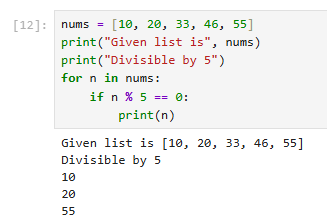 [12]: nums = [10, 20, 33, 46, 55]
print("Given list is", nums)
print("Divisible by 5")
for n in nums:
    if n % 5 == 0:
        print(n)
Given list is [10, 20, 33, 46, 55]
Divisible by 5
10
20
55